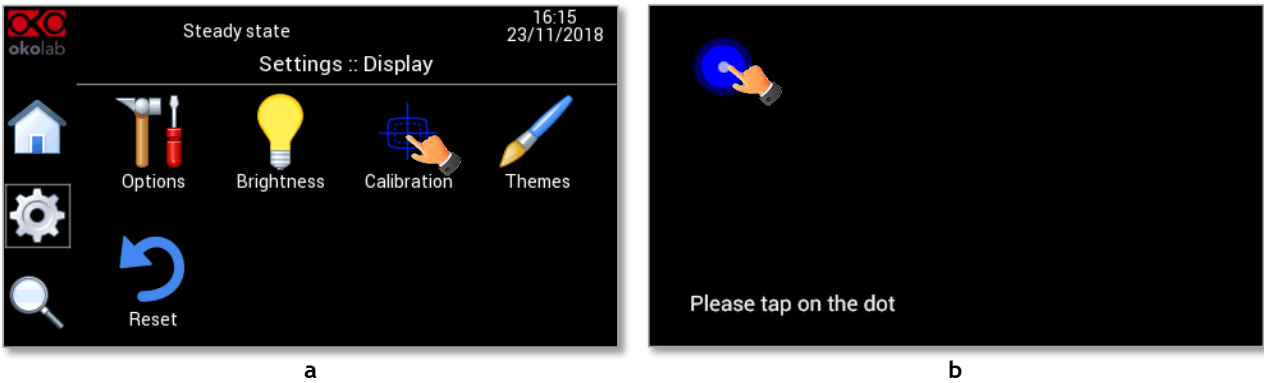 okolab
Steady state
16:15
23/11/2018
Settings :: Display
Options
Brightness
Calibration
Themes
Reset
Please tap on the dot
a
b